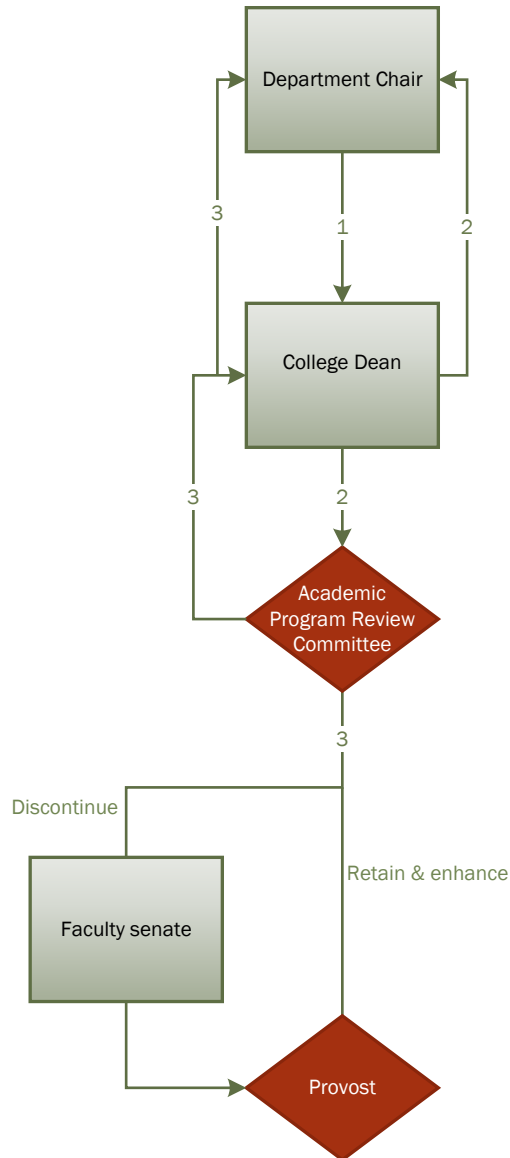 Department Chair
3
1
2
College Dean
3
2
Academic
Program Review
Committee
3
Discontinue
Retain & enhance
Faculty senate
Provost